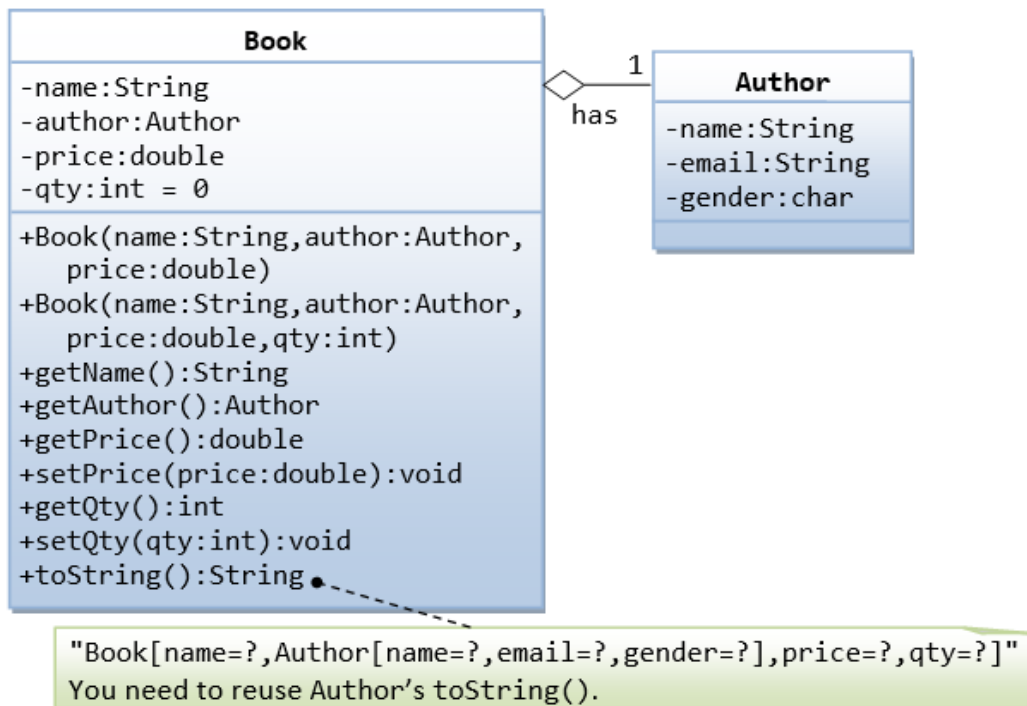 Book
-name:String
-author:Author
-price:double
-qty:int = 0
+Book(name:String,author:Author,
price:double)
+Book(name:String,author:Author,
price:double,qty:int)
+getName():String
+getAuthor():Author
+getPrice():double
+setPrice(price:double):void
+getQty():int
+setQty(qty:int):void
+toString():String
1
has
Author
-name:String
-email:String
-gender:char
"Book[name=?,Author[name=?,email=?,gender=?],price=?,qty=?]"
You need to reuse Author's toString().